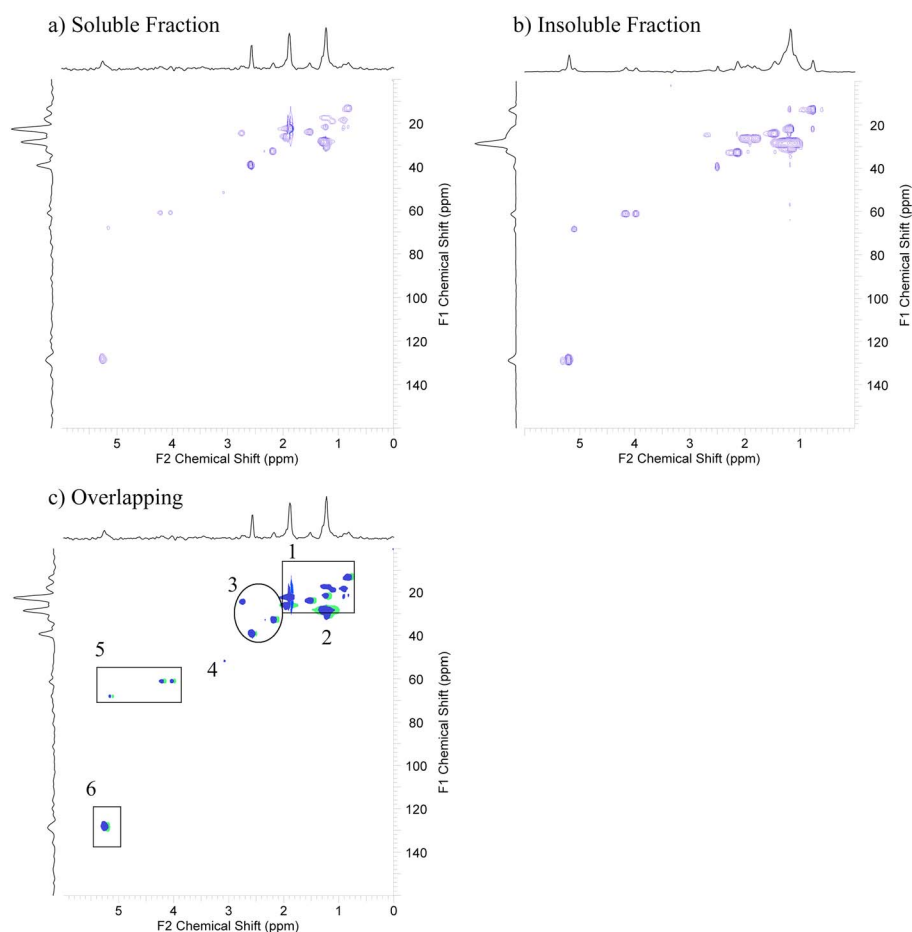 a) Soluble Fraction
20
40
60
80
100
120
140
F1 Chemical Shift (ppm)
5 4 3 2 1 0
F2 Chemical Shift (ppm)
b) Insoluble Fraction
20
40
60
80
100
120
140
F1 Chemical Shift (ppm)
5 4 3 2 1
F2 Chemical Shift (ppm)
c) Overlapping
1
3
2
4
5
6
20
40
60
80
100
120
140
F1 Chemical Shift (ppm)
5 4 3 2 1 0
F2 Chemical Shift (ppm)